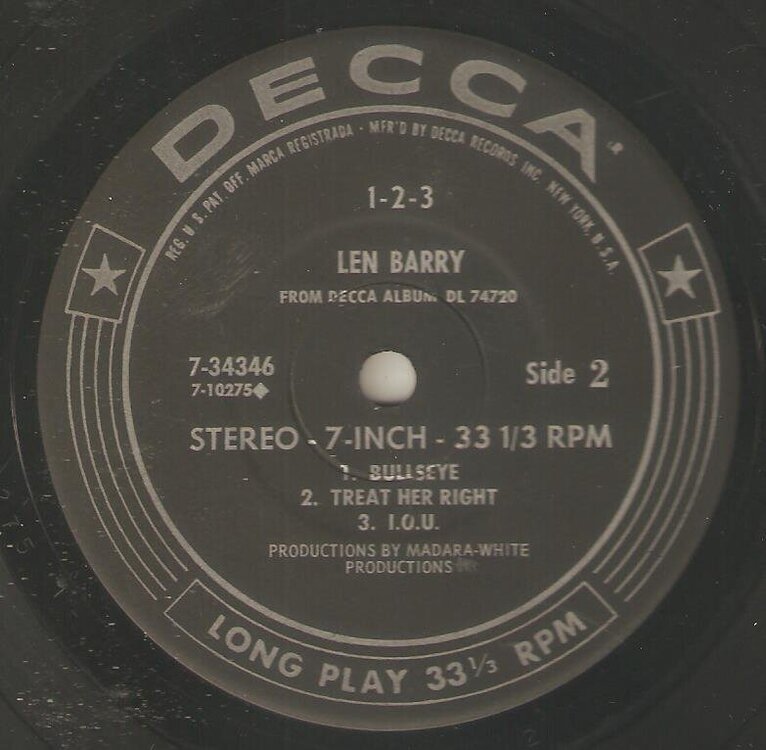 DECCA
REG. U.S. PAT. OFF. MARCA REGISTRADA · MFR'D BY DECCA RECORDS INC. NEW YORK, U.S.A.
1-2-3
LEN BARRY
FROM DECCA ALBUM DL 74720
7-34346
7-10275◆
Side 2
STEREO - 7-INCH - 33 1/3 RPM
1. BULLSEYE
2. TREAT HER RIGHT
3. I.O.U.
PRODUCTIONS BY MADARA-WHITE
PRODUCTIONS
LONG PLAY 33⅓ RPM